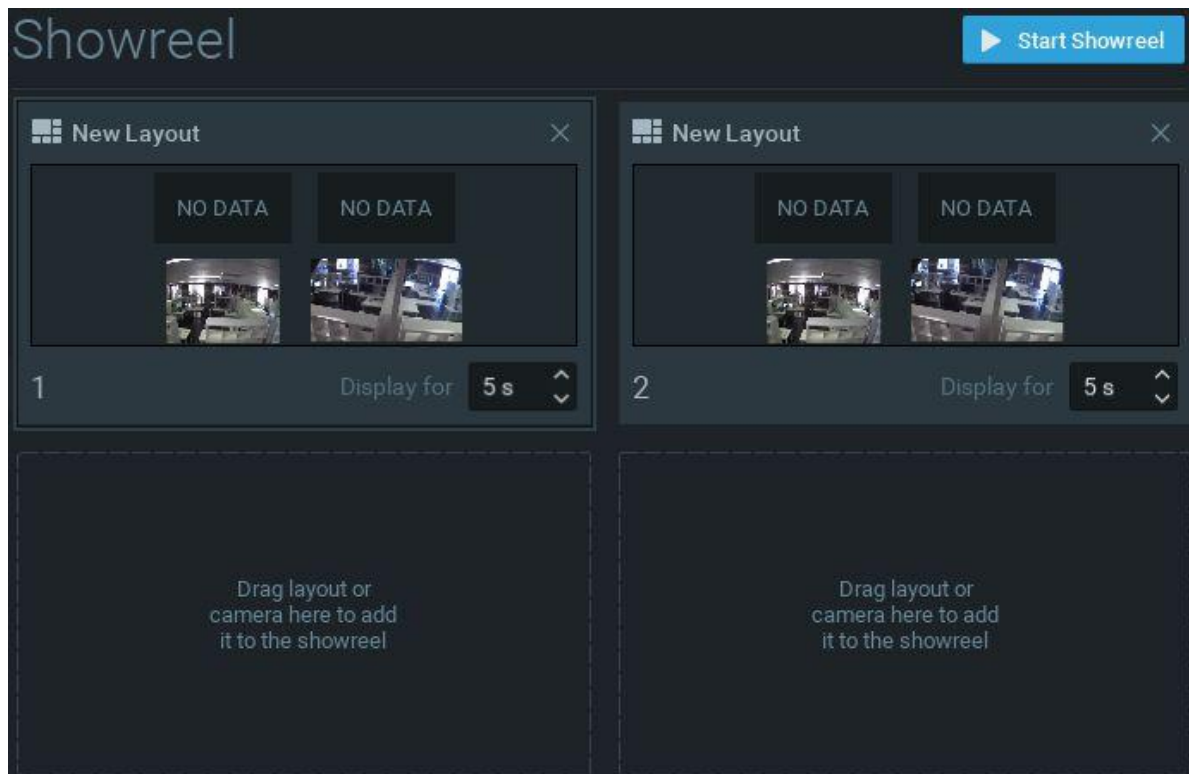 Showreel
Start Showreel
New Layout
New Layout
NO DATA
NO DATA
NO DATA
NO DATA
1
Display for
5 s
2
Display for
5 s
Drag layout or
camera here to add
it to the showreel
Drag layout or
camera here to add
it to the showreel